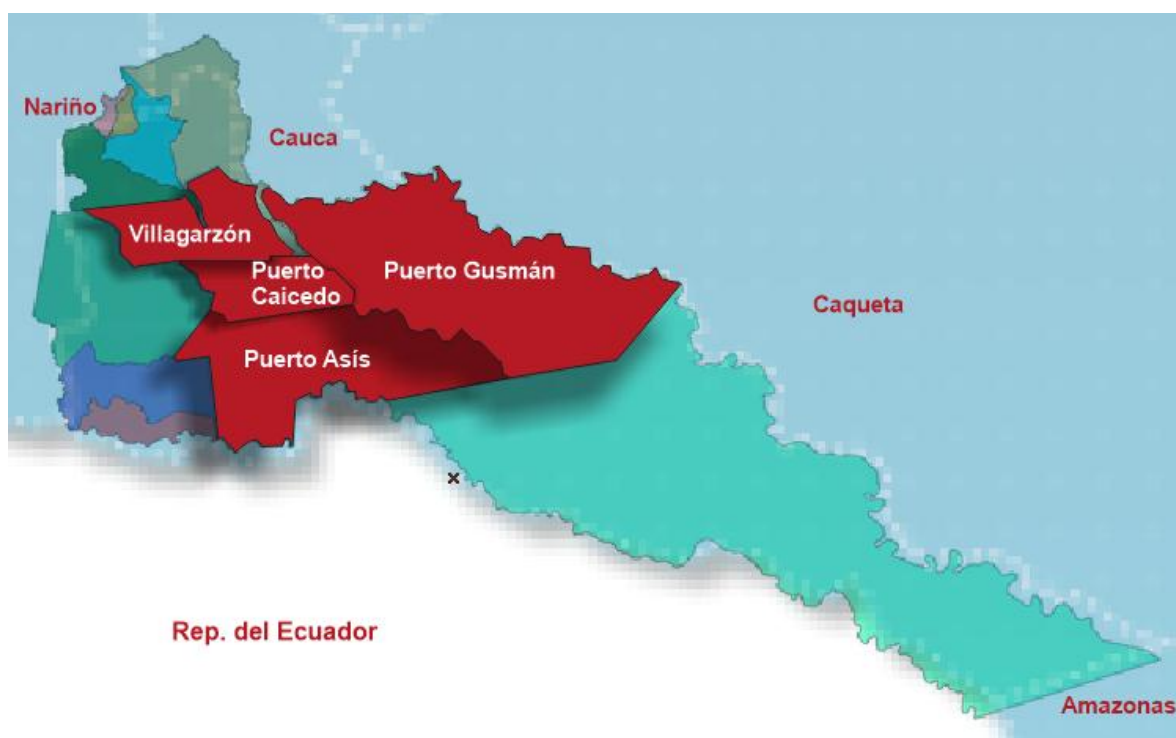 Nariño
Cauca
Villagarzón
Puerto
Caicedo
Puerto Gusmán
Caqueta
Puerto Asís
Rep. del Ecuador
Amazonas